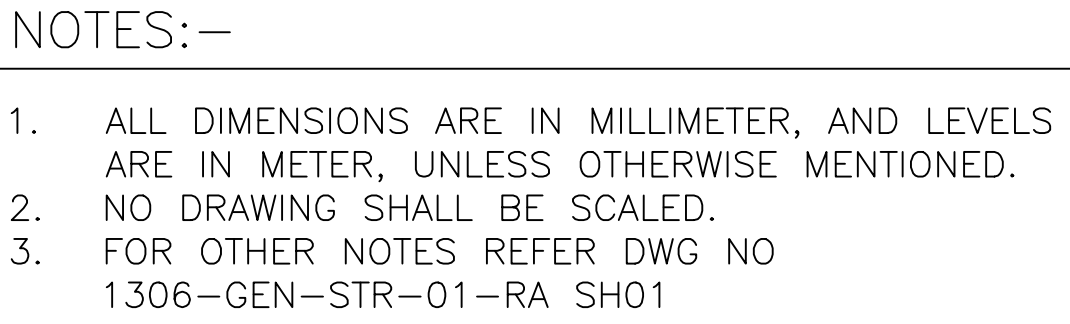 NOTES:-
1. ALL DIMENSIONS ARE IN MILLIMETER, AND LEVELS
ARE IN METER, UNLESS OTHERWISE MENTIONED.
2. NO DRAWING SHALL BE SCALED.
3. FOR OTHER NOTES REFER DWG NO
1306-GEN-STR-01-RA SH01